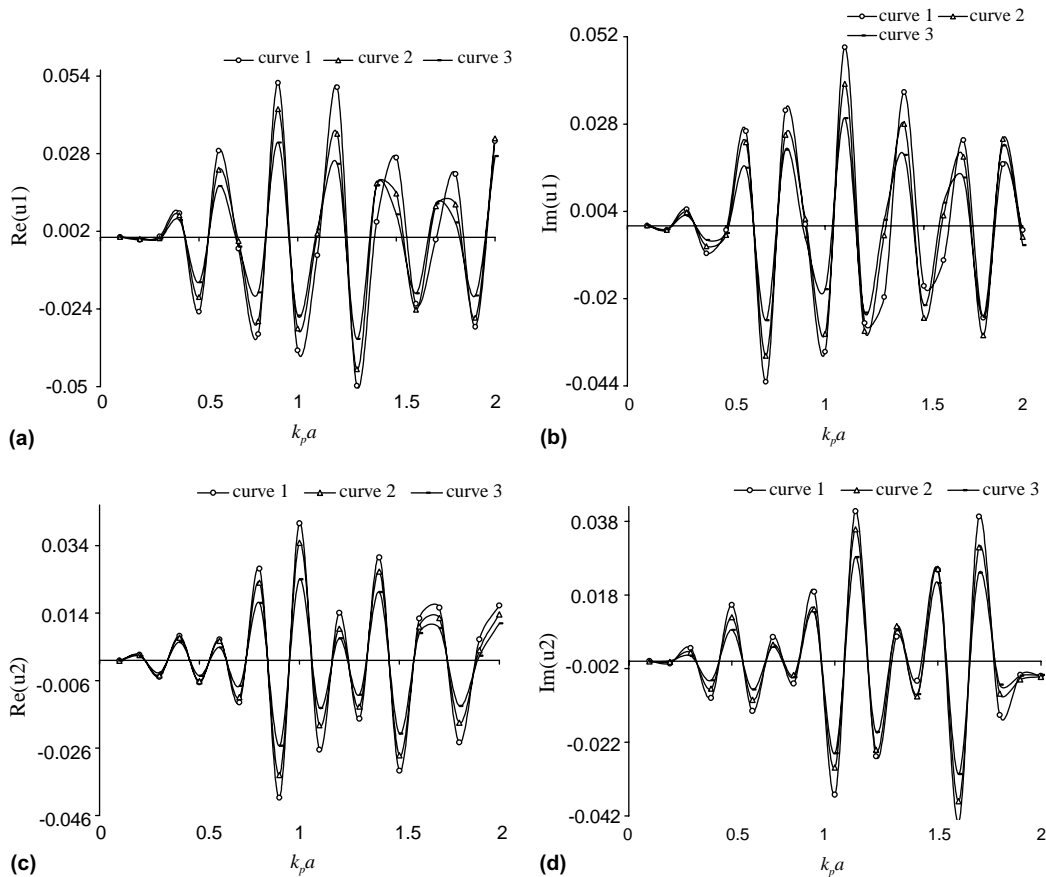 curve 1 curve 2 curve 3
0.054
0.028
0.002
-0.024
-0.05
Re(u1)
0 0.5 1 1.5 2
k_p a
(a)
curve 1 curve 2
curve 3
0.052
0.028
0.004
-0.02
-0.044
Im(u1)
0 0.5 1 1.5 2
k_p a
(b)
curve 1 curve 2 curve 3
0.034
0.014
-0.006
-0.026
-0.046
Re(u2)
0 0.5 1 1.5 2
k_p a
(c)
curve 1 curve 2 curve 3
0.038
0.018
-0.002
-0.022
-0.042
Im(u2)
0 0.5 1 1.5 2
k_p a
(d)